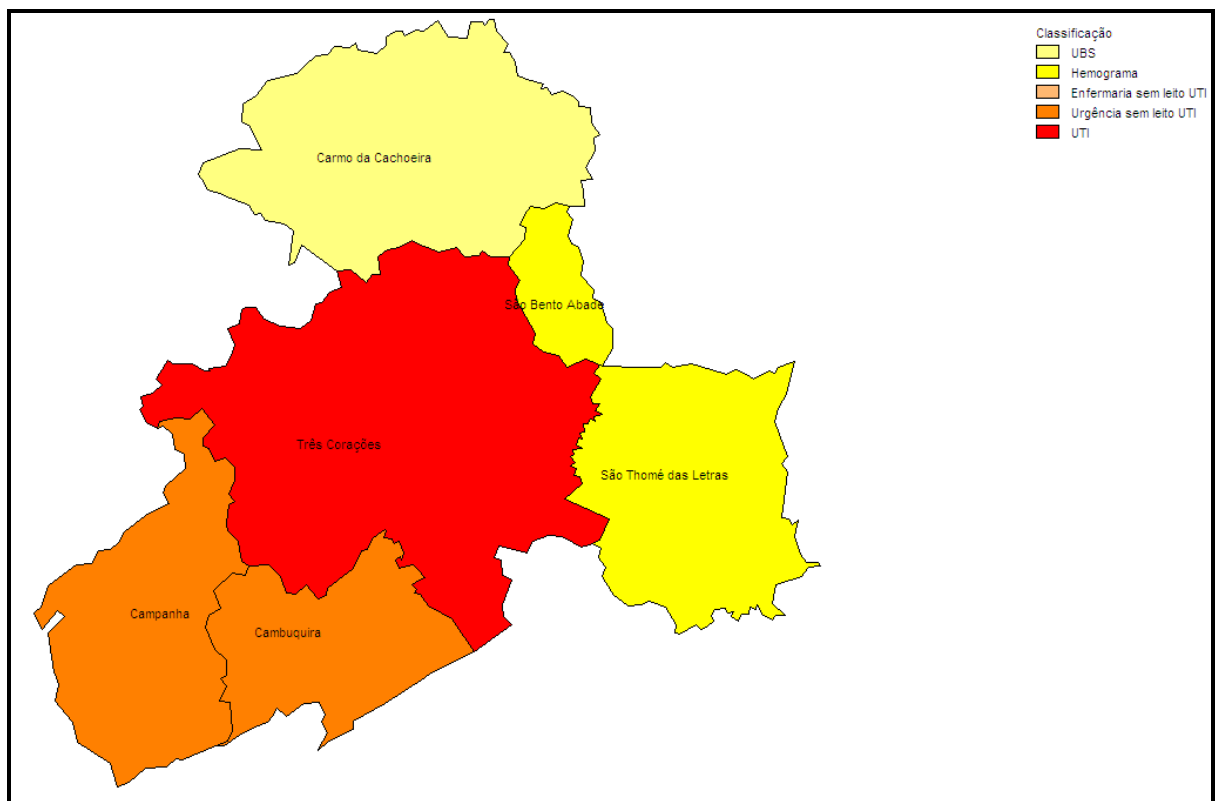 Classificação
UBS
Hemograma
Enfermaria sem leito UTI
Urgência sem leito UTI
UTI
Carmo da Cachoeira
São Bento Abade
Três Corações
São Thomé das Letras
Campanha
Cambuquira